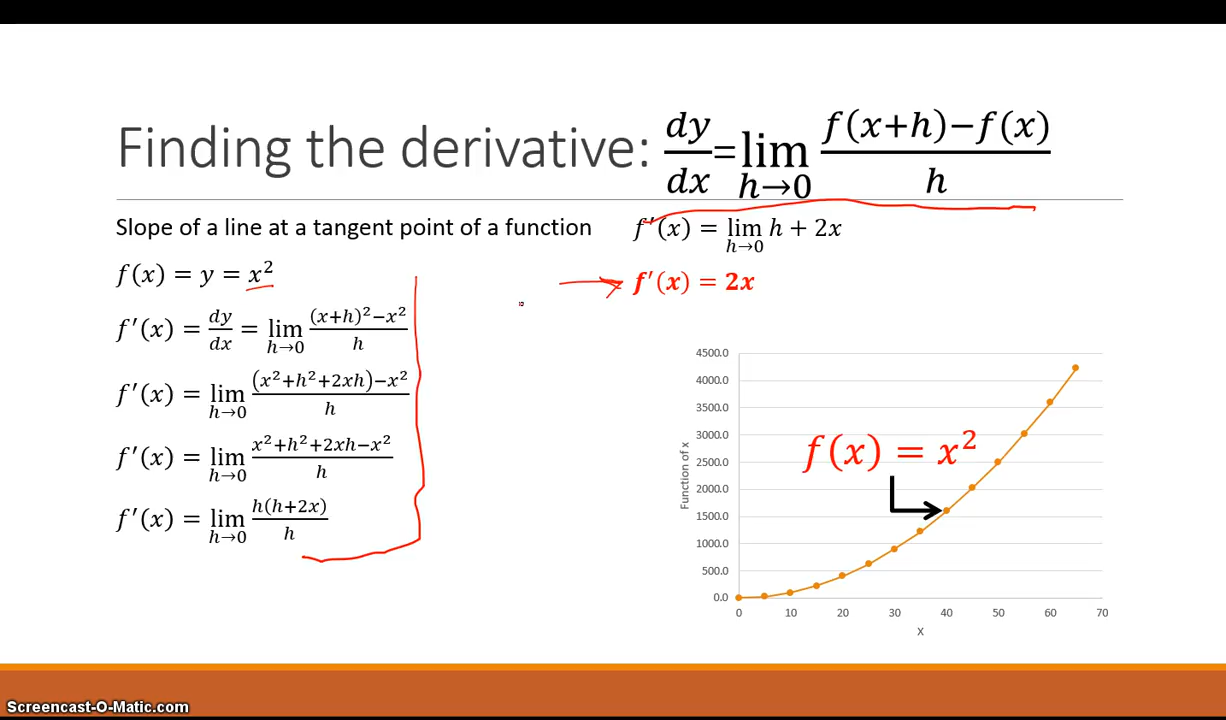 Finding the derivative: dy/dx = lim h→0 f(x+h)−f(x)/h
Slope of a line at a tangent point of a function
f(x) = y = x²
f′(x) = dy/dx = lim h→0 (x+h)²−x²/h
f′(x) = lim h→0 (x²+h²+2xh)−x²/h
f′(x) = lim h→0 x²+h²+2xh−x²/h
f′(x) = lim h→0 h(h+2x)/h
f′(x) = lim h→0 h + 2x
f′(x) = 2x
4500.0
4000.0
3500.0
3000.0
2500.0
2000.0
1500.0
1000.0
500.0
0.0
Function of x
f(x) = x²
0 10 20 30 40 50 60 70
X
Screencast-O-Matic.com